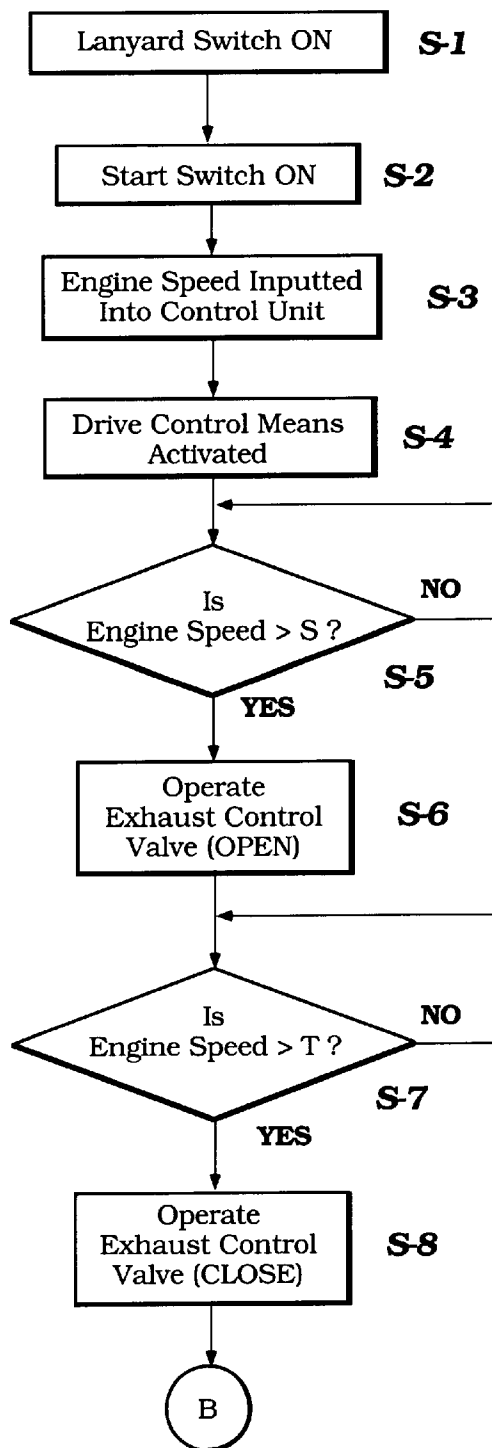 Lanyard Switch ON
S-1
Start Switch ON
S-2
Engine Speed Inputted
Into Control Unit
S-3
Drive Control Means
Activated
S-4
Is
Engine Speed > S ?
NO
S-5
YES
Operate
Exhaust Control
Valve (OPEN)
S-6
Is
Engine Speed > T ?
NO
S-7
YES
Operate
Exhaust Control
Valve (CLOSE)
S-8
B